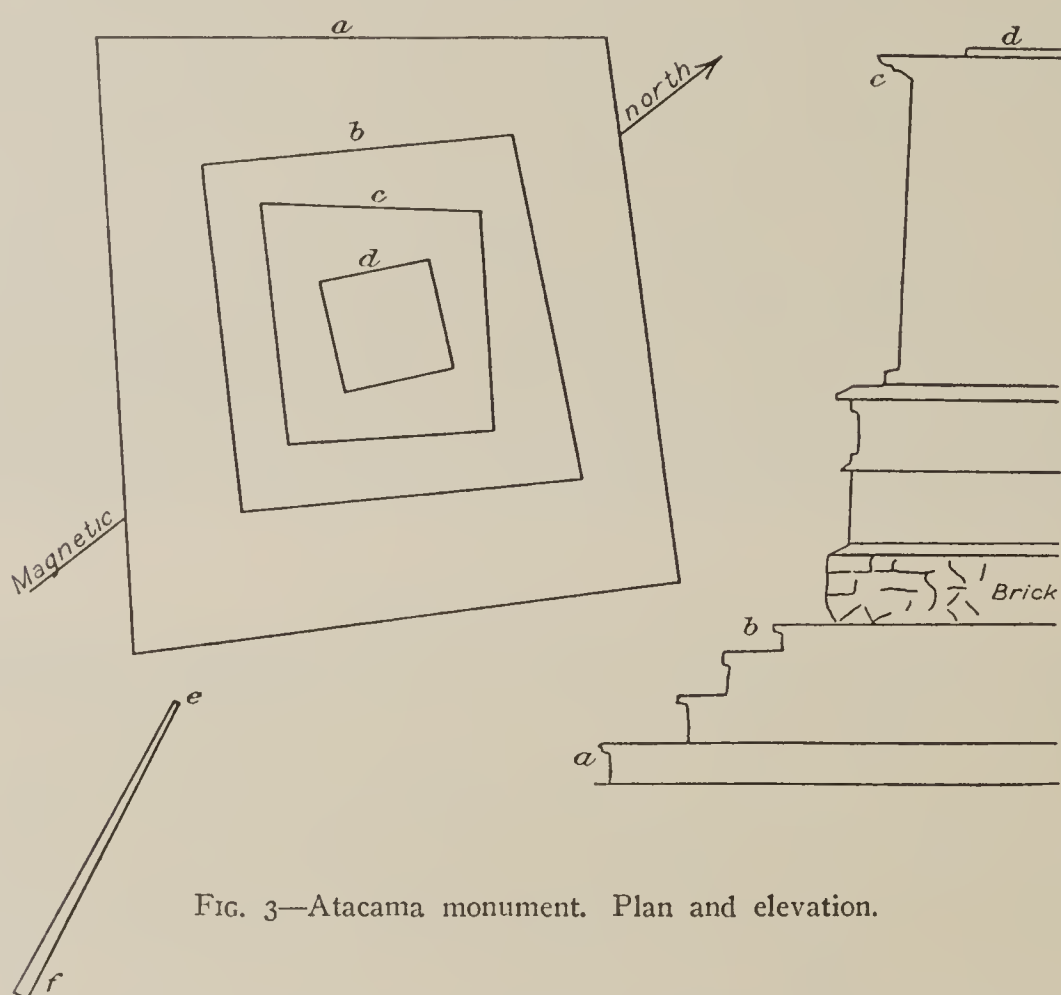 a
b
c
d
north
Magnetic
e
f
d
c
Brick
b
a
FIG. 3—Atacama monument. Plan and elevation.